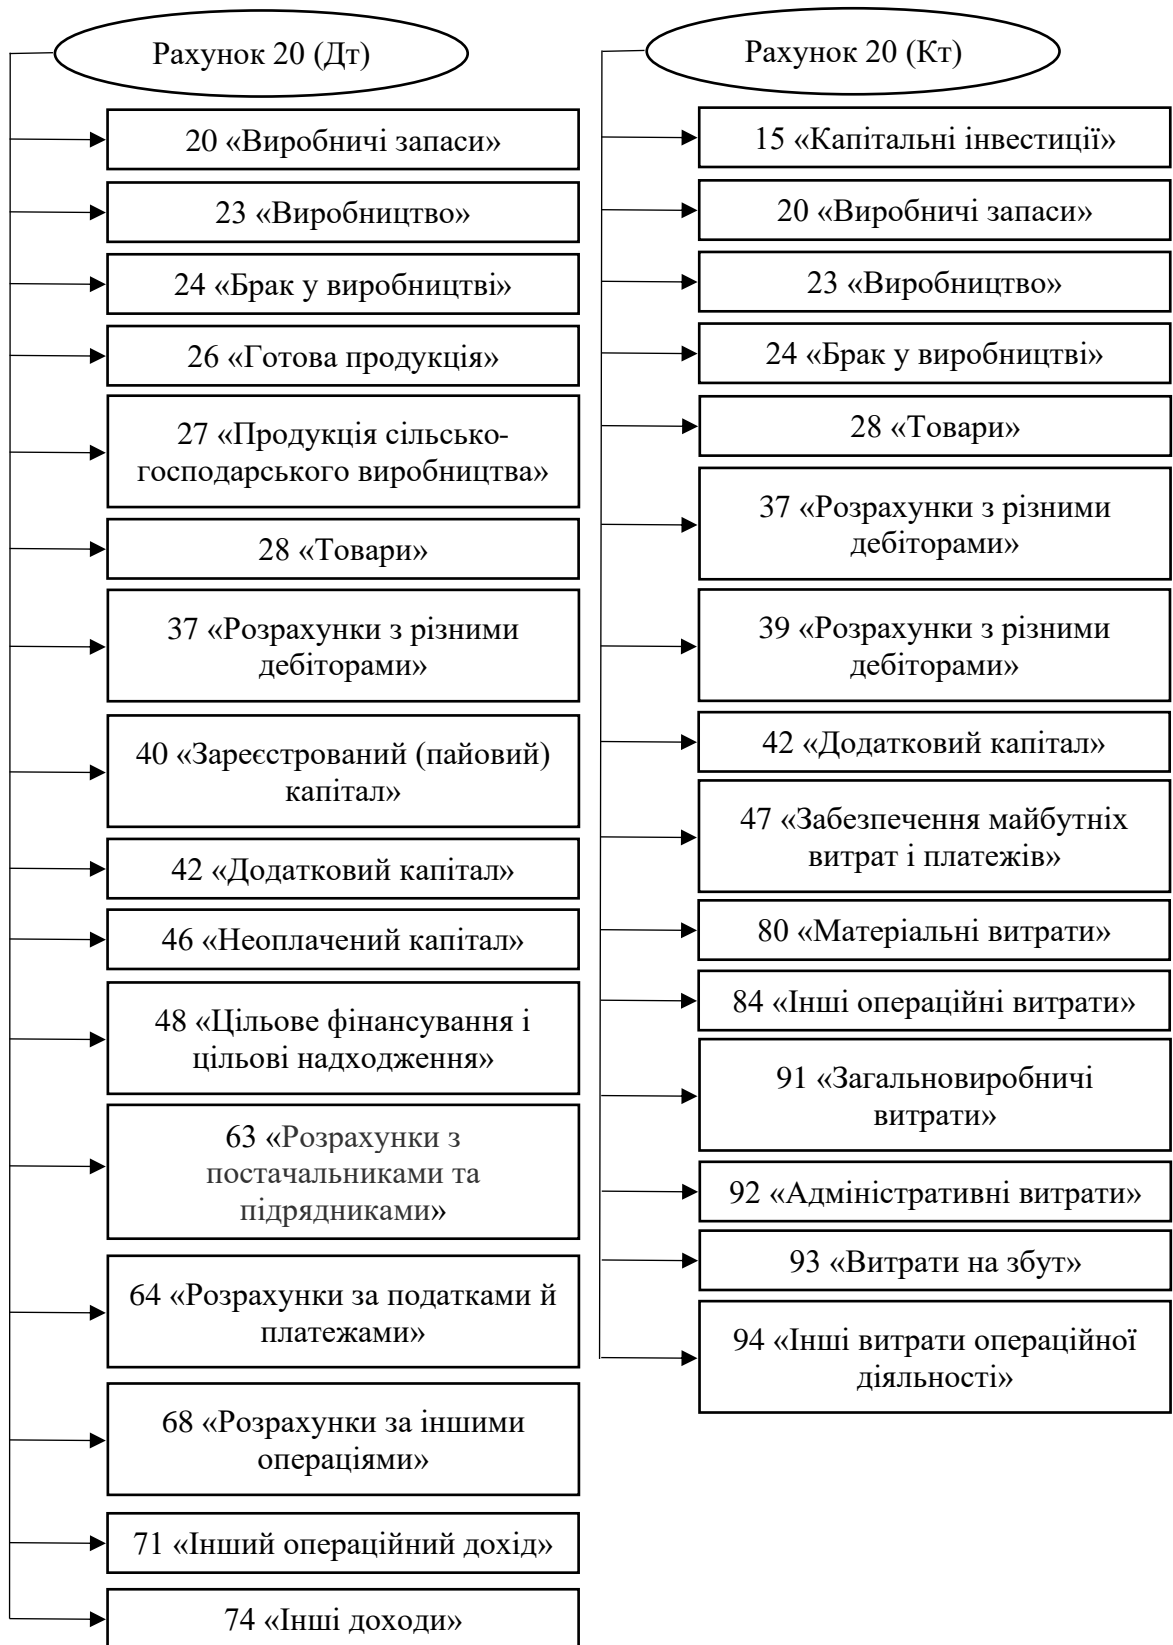 Рахунок 20 (Дт)
20 «Виробничі запаси»
23 «Виробництво»
24 «Брак у виробництві»
26 «Готова продукція»
27 «Продукція сільсько-
господарського виробництва»
28 «Товари»
37 «Розрахунки з різними
дебіторами»
40 «Зареєстрований (пайовий)
капітал»
42 «Додатковий капітал»
46 «Неоплачений капітал»
48 «Цільове фінансування і
цільові надходження»
63 «Розрахунки з
постачальниками та
підрядниками»
64 «Розрахунки за податками й
платежами»
68 «Розрахунки за іншими
операціями»
71 «Інший операційний дохід»
74 «Інші доходи»
Рахунок 20 (Кт)
15 «Капітальні інвестиції»
20 «Виробничі запаси»
23 «Виробництво»
24 «Брак у виробництві»
28 «Товари»
37 «Розрахунки з різними
дебіторами»
39 «Розрахунки з різними
дебіторами»
42 «Додатковий капітал»
47 «Забезпечення майбутніх
витрат і платежів»
80 «Матеріальні витрати»
84 «Інші операційні витрати»
91 «Загальновиробничі
витрати»
92 «Адміністративні витрати»
93 «Витрати на збут»
94 «Інші витрати операційної
діяльності»